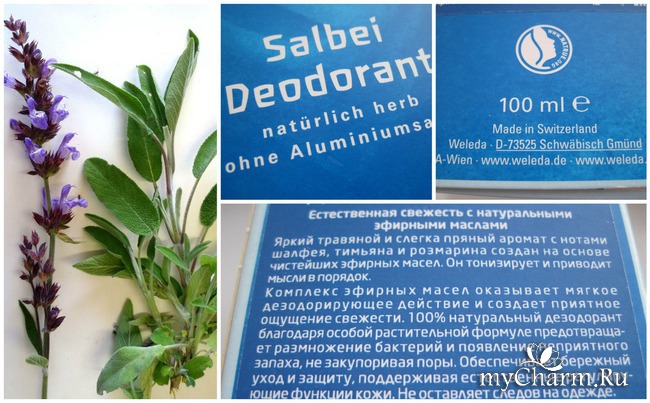 Salbei
Deodorant
natürlich herb
ohne
www.natrue.org
100 ml e
Made in Switzerland
Weleda · D-73525 Schwäbisch Gmünd
A-Wien · www.weleda.de · www.weleda.
Естественная свежесть с натуральными
эфирными маслами
Яркий травяной и слегка пряный аромат с нотами
шалфея, тимьяна и розмарина создан на основе
чистейших эфирных масел. Он тонизирует и приводит
мысли в порядок.
Комплекс эфирных масел оказывает мягкое
дезодорирующее действие и создает приятное
ощущение свежести. 100% натуральный дезодорант
благодаря особой растительной формуле предотвраща-
ет размножение бактерий и появление
запаха, не закупоривая поры.
уход и защиту, поддерживая
ющие функции кожи. Не оставляет следов на одежде.
myCharm.Ru